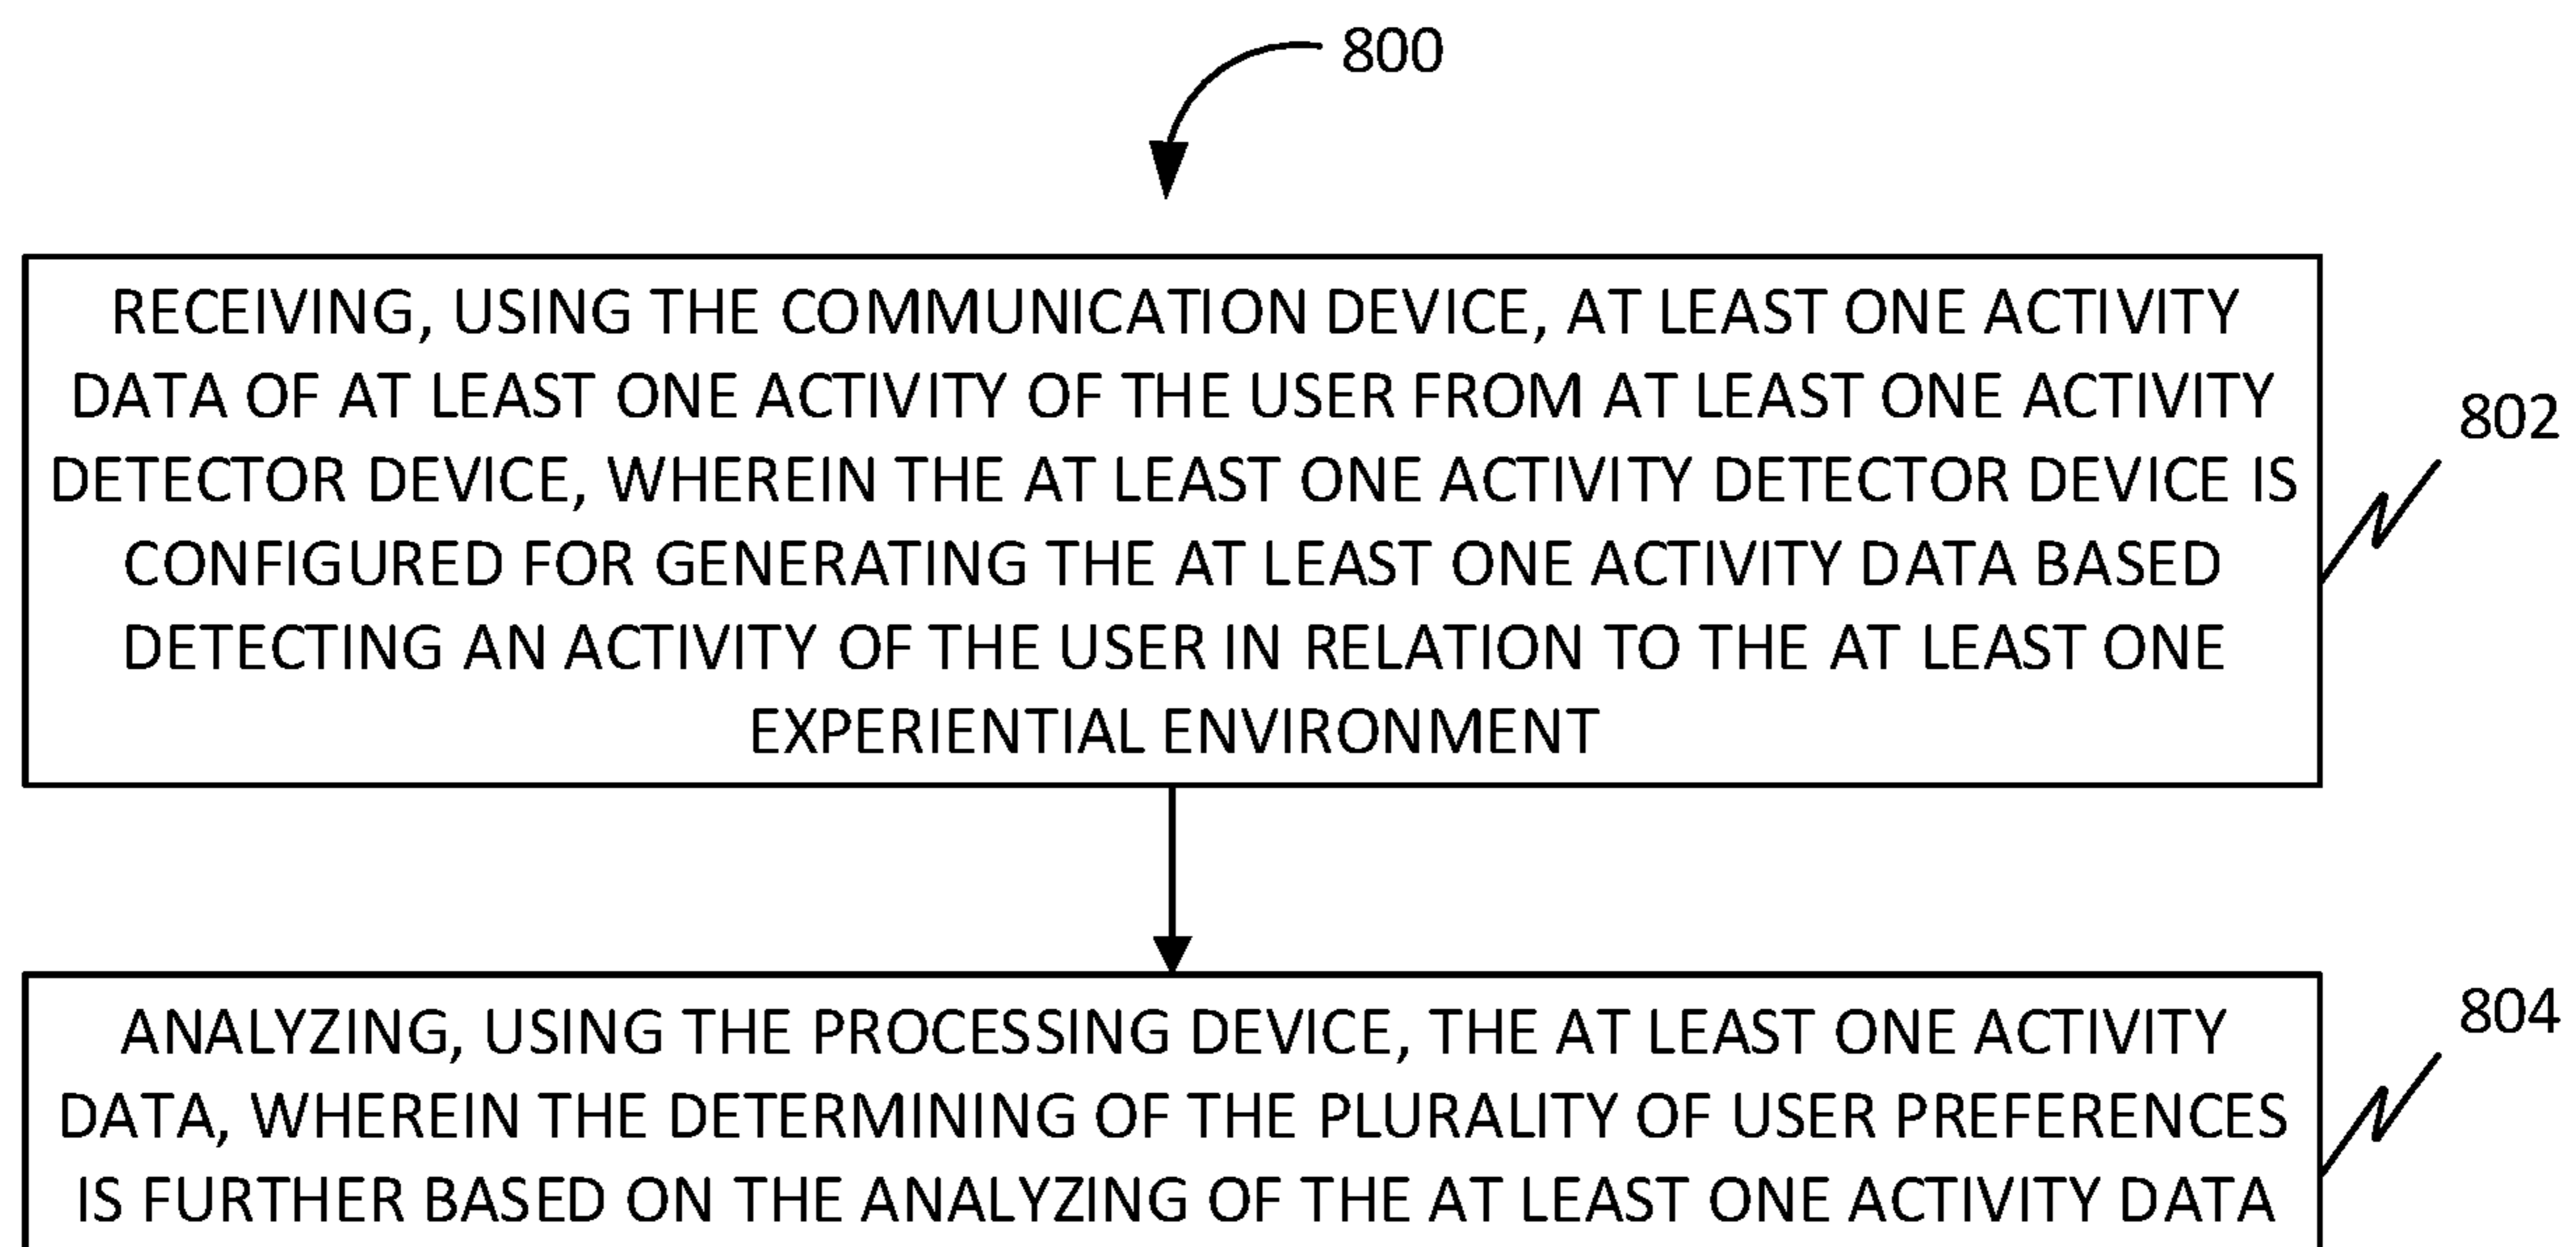 800
RECEIVING, USING THE COMMUNICATION DEVICE, AT LEAST ONE ACTIVITY
DATA OF AT LEAST ONE ACTIVITY OF THE USER FROM AT LEAST ONE ACTIVITY
DETECTOR DEVICE, WHEREIN THE AT LEAST ONE ACTIVITY DETECTOR DEVICE IS
CONFIGURED FOR GENERATING THE AT LEAST ONE ACTIVITY DATA BASED
DETECTING AN ACTIVITY OF THE USER IN RELATION TO THE AT LEAST ONE
EXPERIENTIAL ENVIRONMENT
802
ANALYZING, USING THE PROCESSING DEVICE, THE AT LEAST ONE ACTIVITY
DATA, WHEREIN THE DETERMINING OF THE PLURALITY OF USER PREFERENCES
IS FURTHER BASED ON THE ANALYZING OF THE AT LEAST ONE ACTIVITY DATA
804